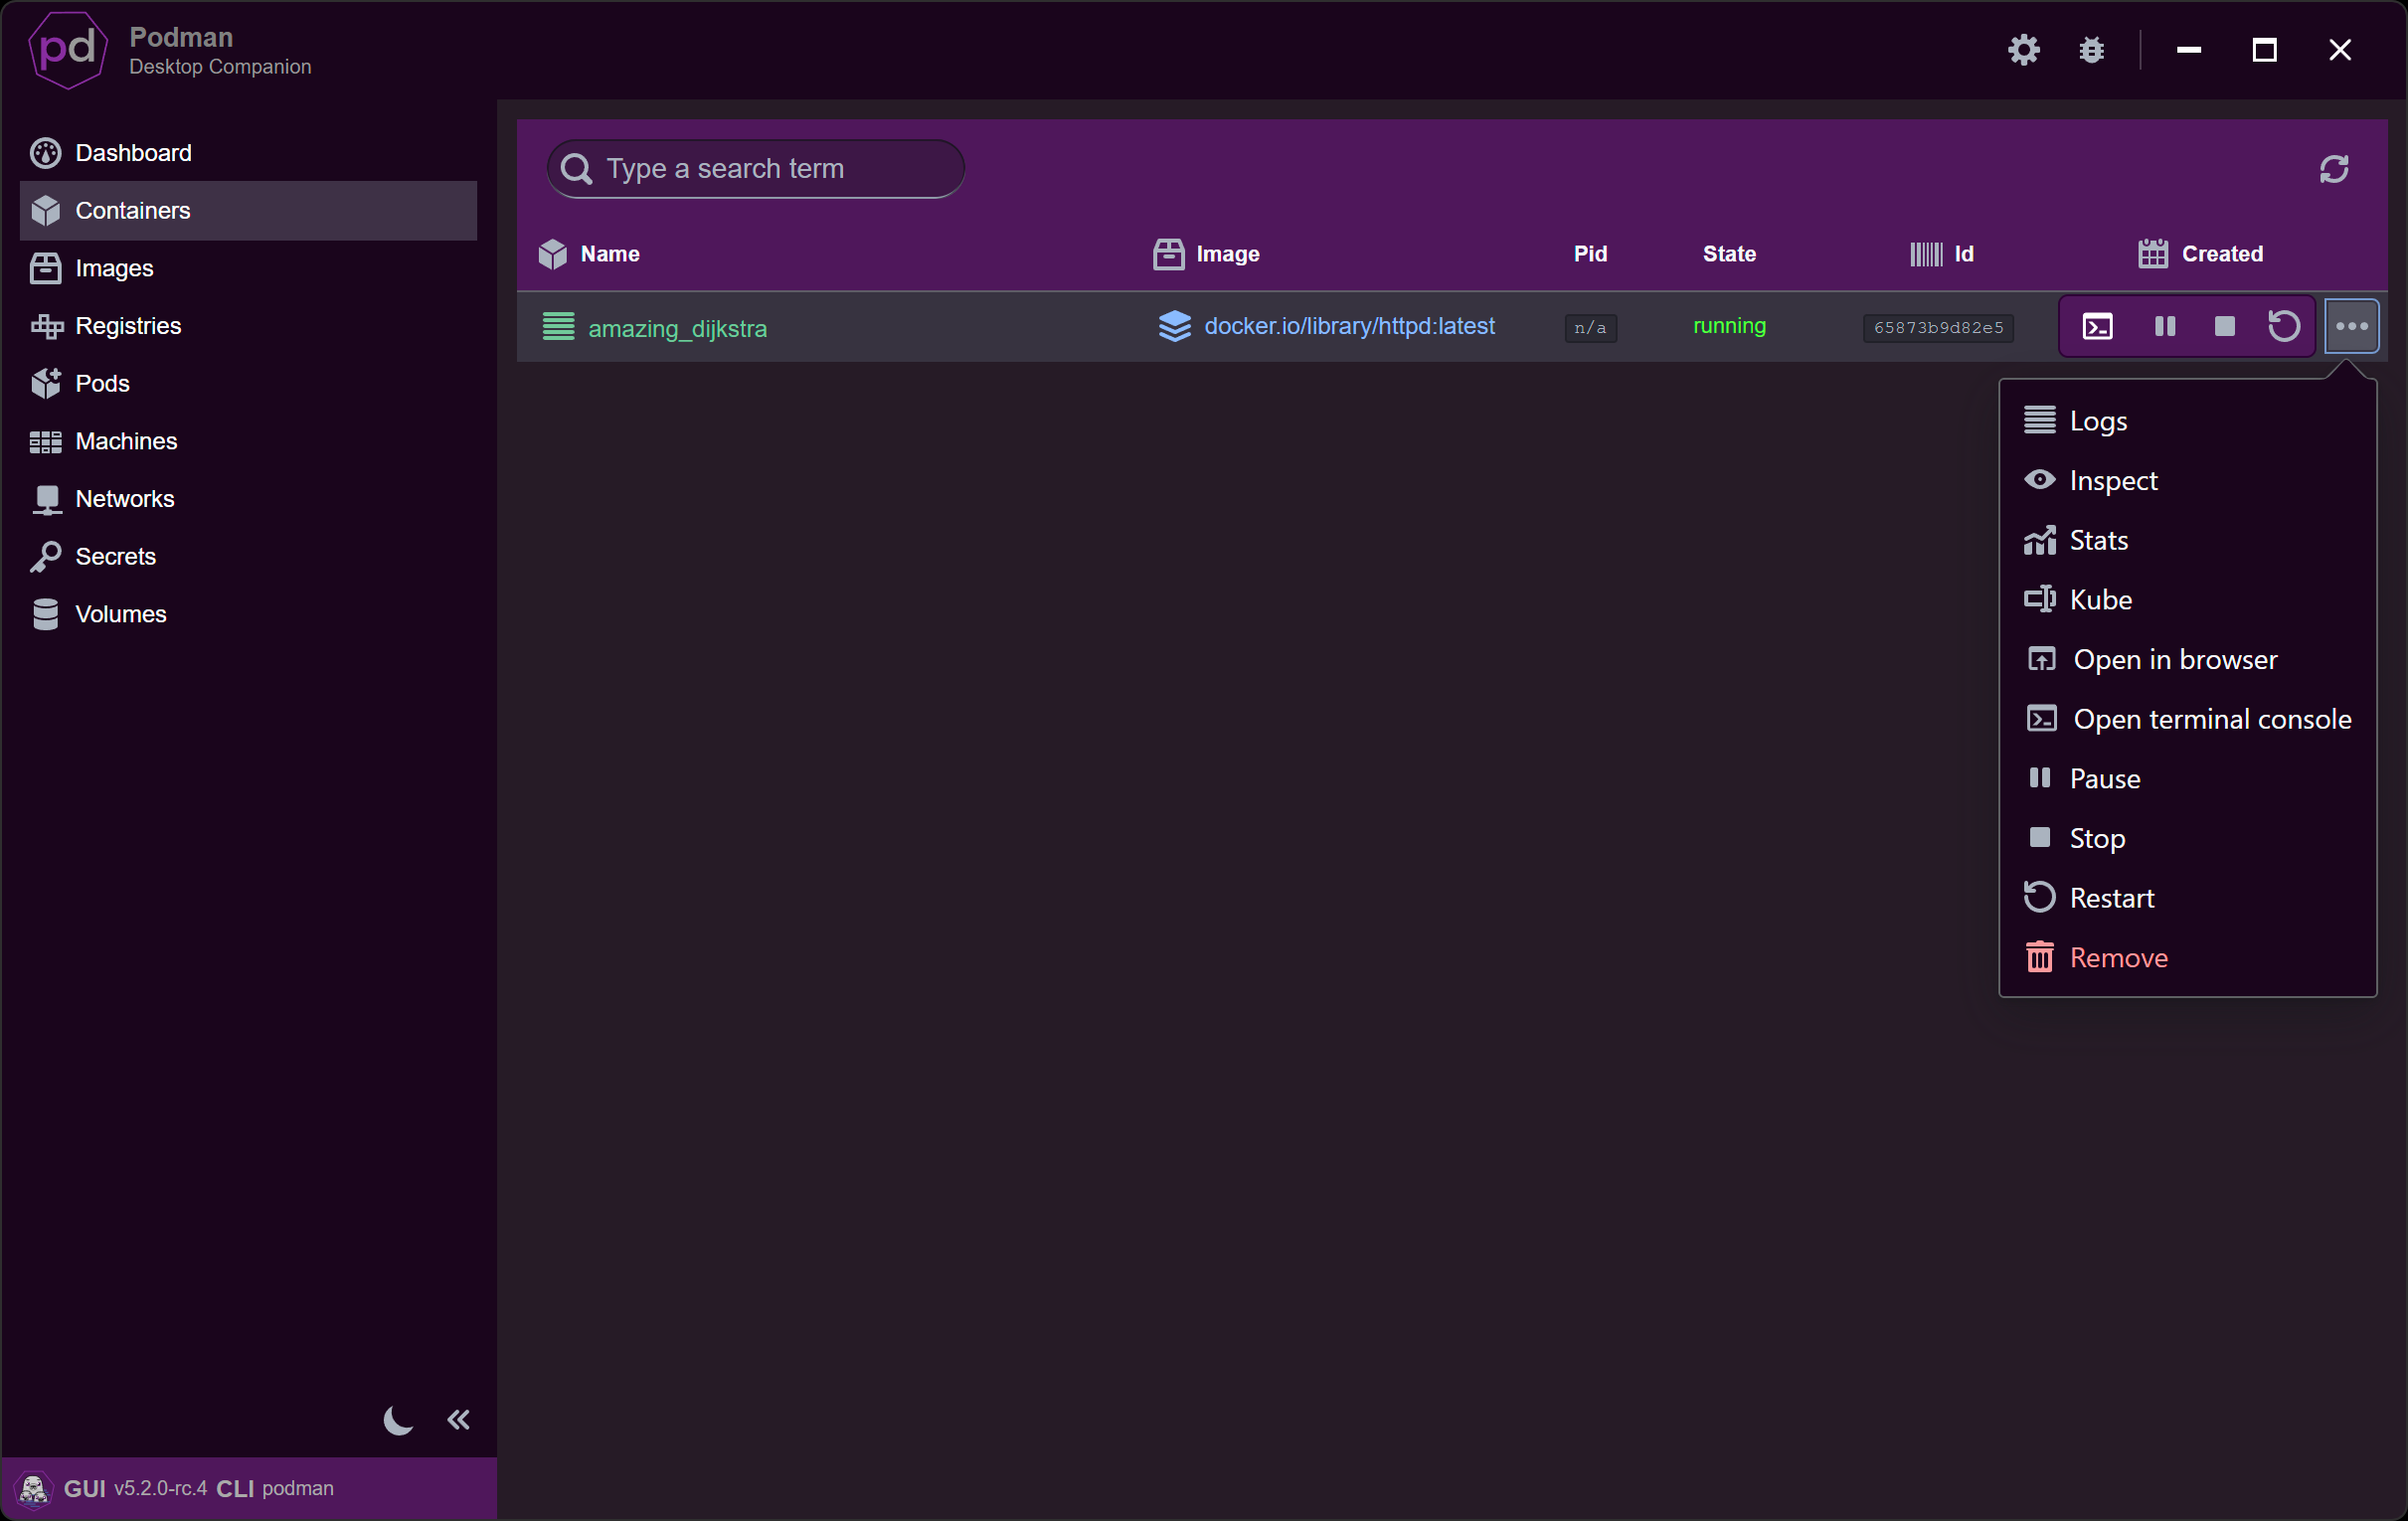 pd
Podman
Desktop Companion
Dashboard
Containers
Images
Registries
Pods
Machines
Networks
Secrets
Volumes
Type a search term
Name Image Pid State Id Created
amazing_dijkstra docker.io/library/httpd:latest n/a running 65873b9d82e5
Logs
Inspect
Stats
Kube
Open in browser
Open terminal console
Pause
Stop
Restart
Remove
GUI v5.2.0-rc.4 CLI podman